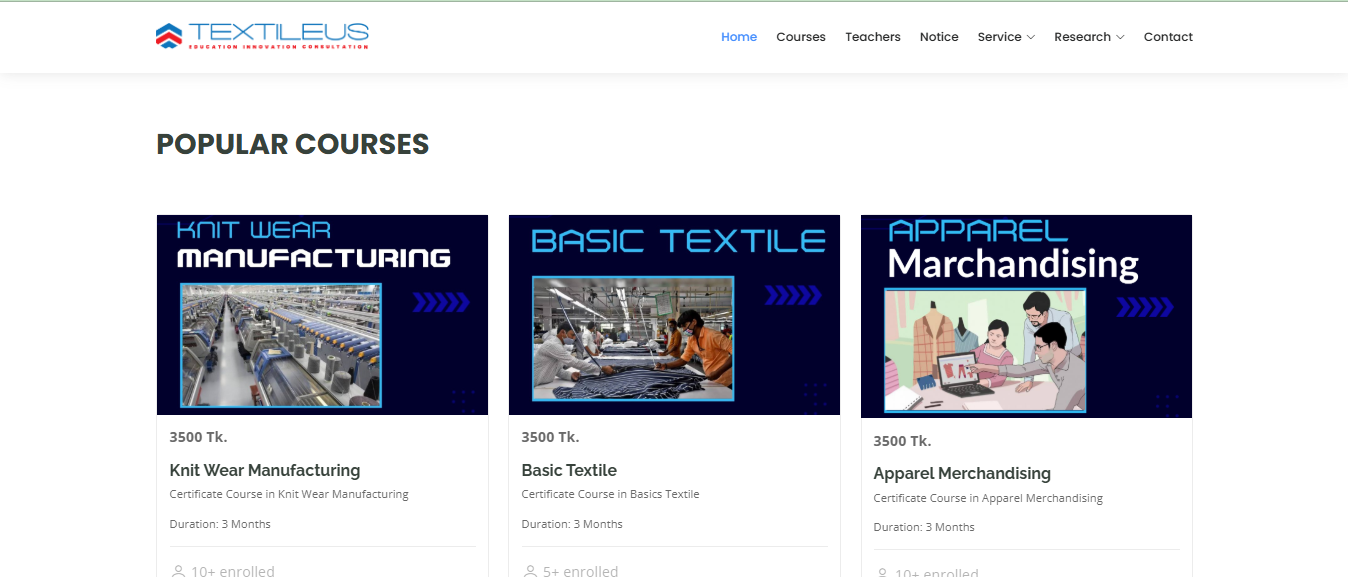 TEXTILEUS
EDUCATION INNOVATION CONSULTATION
Home Courses Teachers Notice Service Research Contact
POPULAR COURSES
KNIT WEAR
MANUFACTURING
3500 Tk.
Knit Wear Manufacturing
Certificate Course in Knit Wear Manufacturing
Duration: 3 Months
10+ enrolled
BASIC TEXTILE
3500 Tk.
Basic Textile
Certificate Course in Basics Textile
Duration: 3 Months
5+ enrolled
APPAREL
Marchandising
3500 Tk.
Apparel Merchandising
Certificate Course in Apparel Merchandising
Duration: 3 Months
10+ enrolled